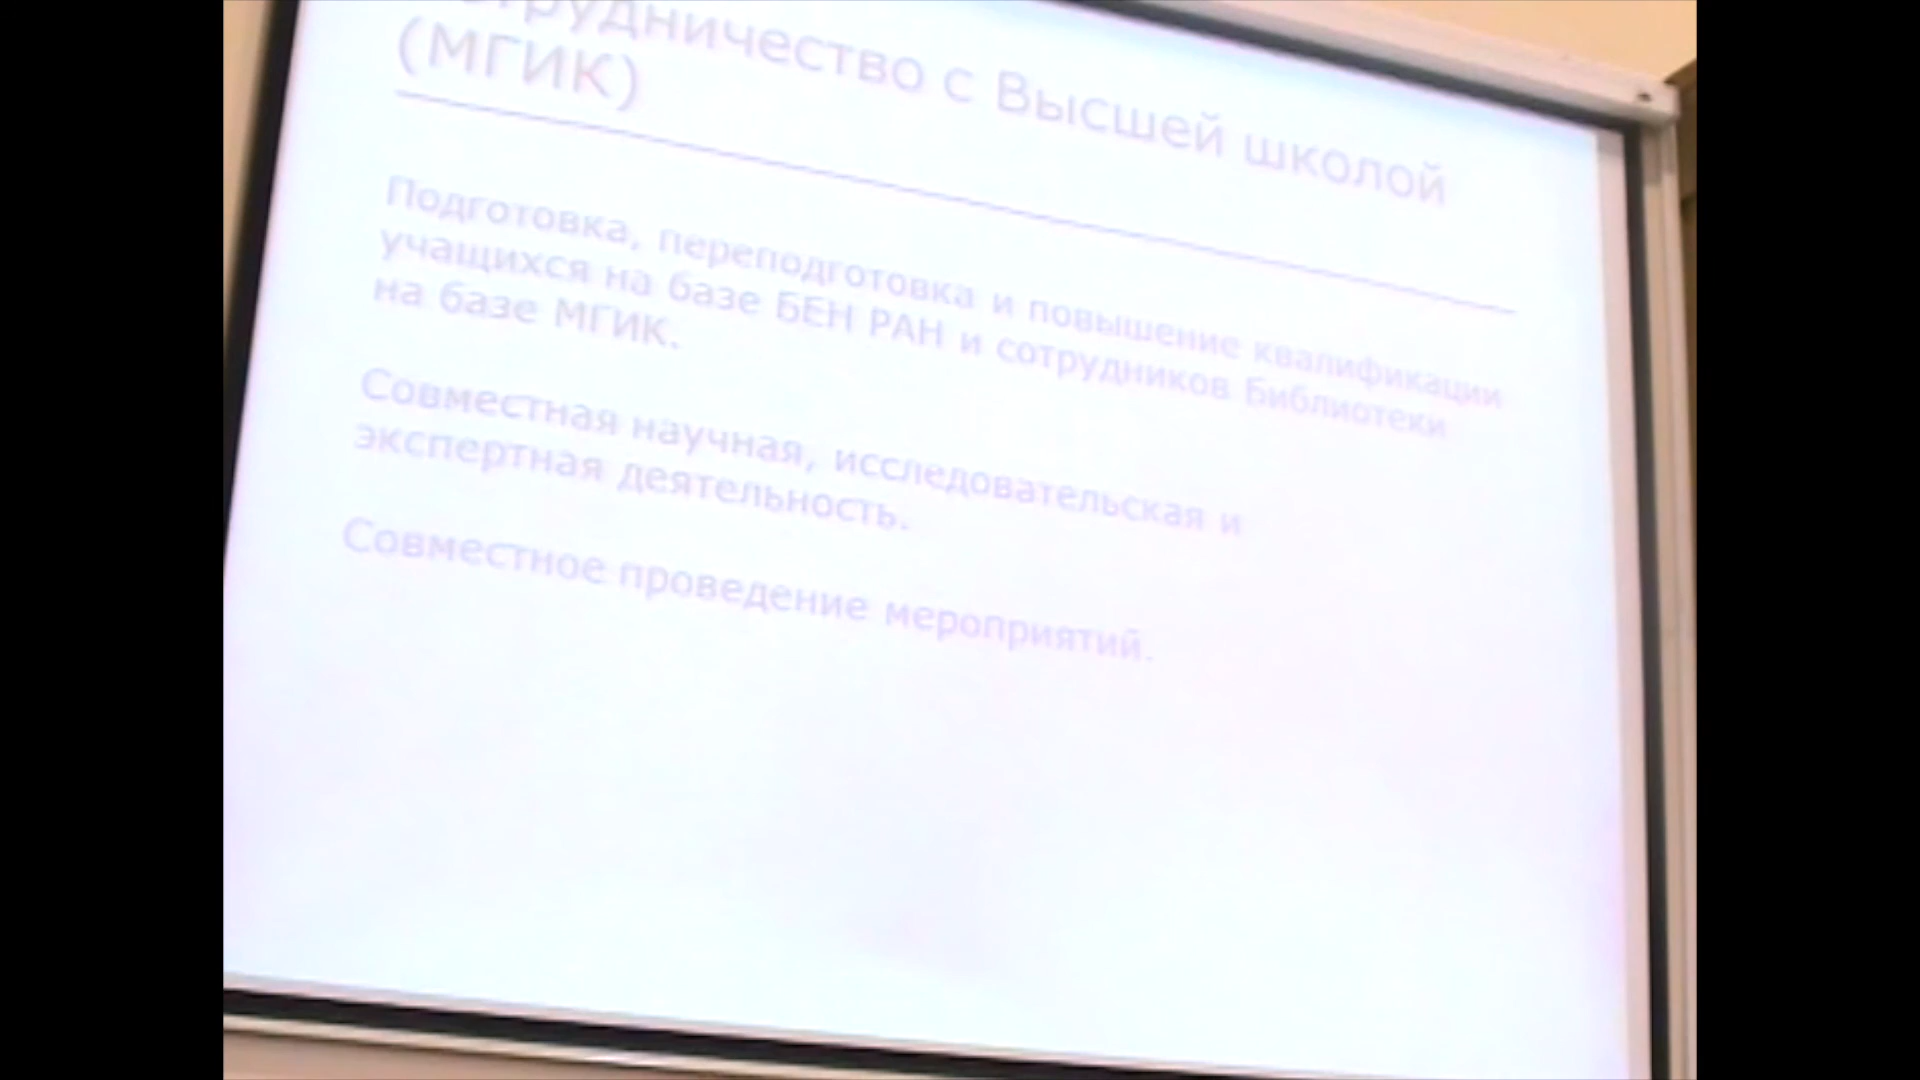 Сотрудничество с Высшей школой
(МГИК)
Подготовка, переподготовка и повышение квалификации
учащихся на базе БЕН РАН и сотрудников Библиотеки
на базе МГИК.
Совместная научная, исследовательская и
экспертная деятельность.
Совместное проведение мероприятий.